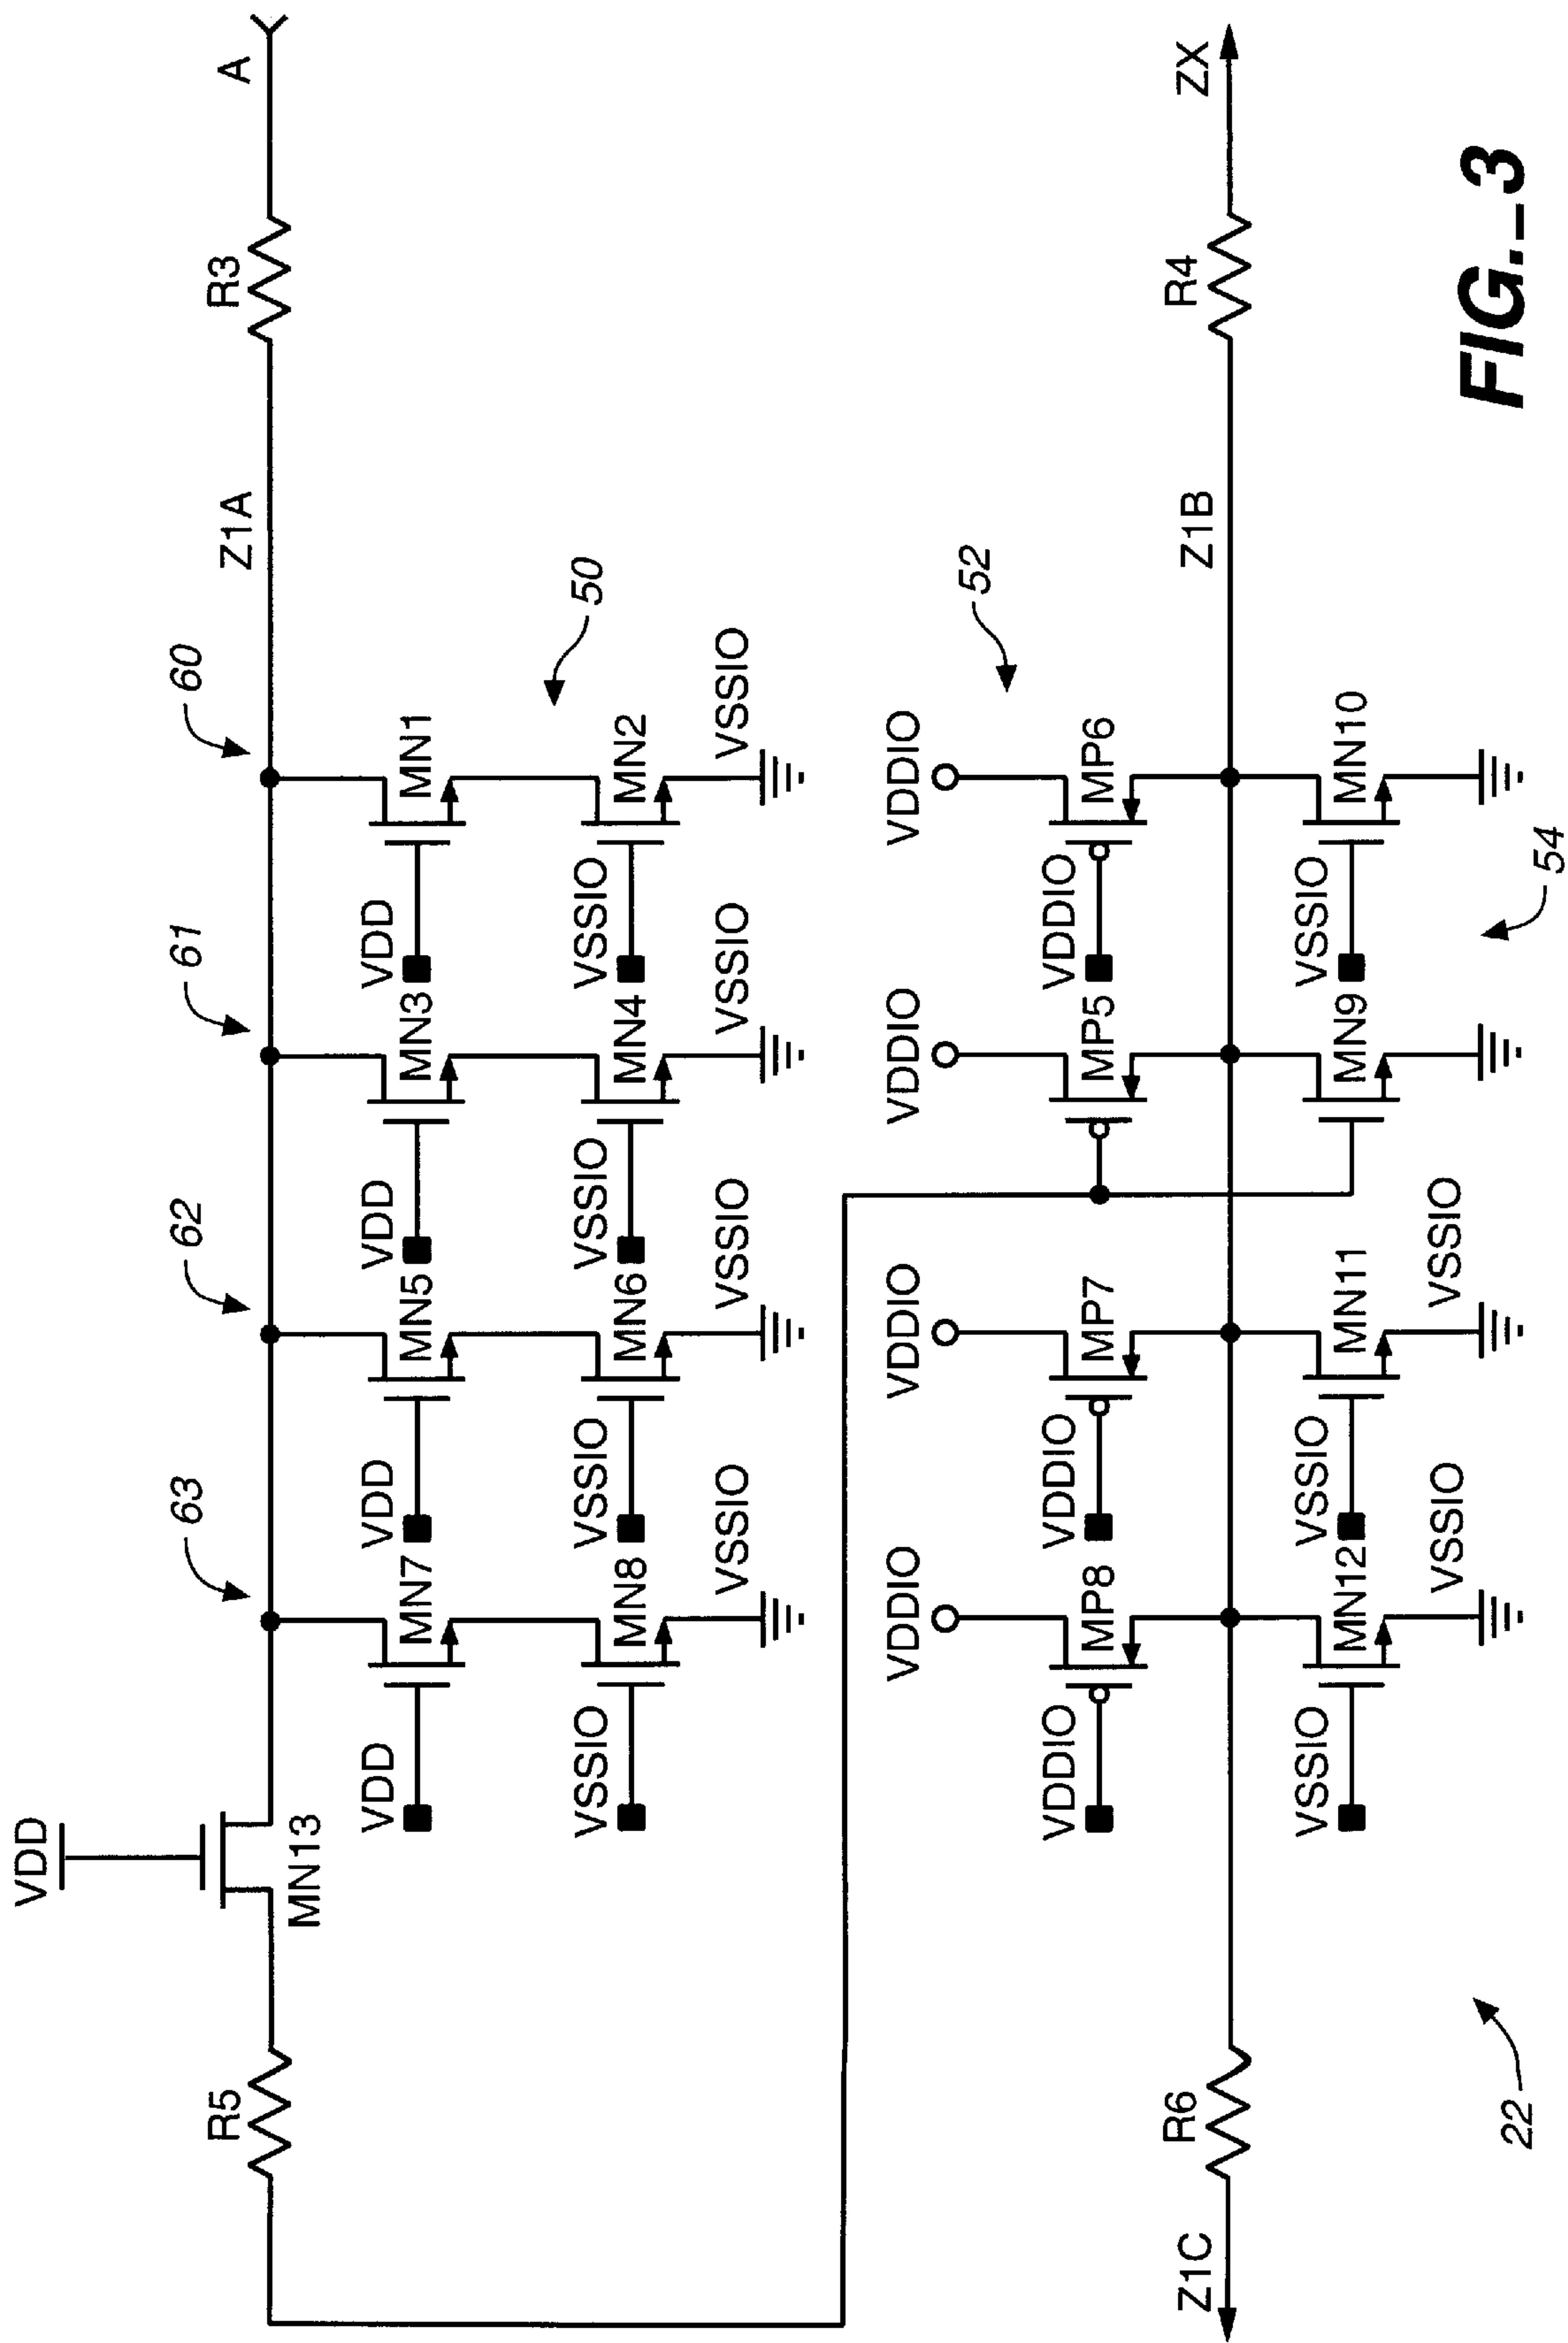 VDD
MN13
R5
63
62
61
60
Z1A
R3
A
VDD
MN7
VDD
MN5
VDD
MN3
VDD
MN1
50
VSSIO
MN8
VSSIO
MN6
VSSIO
MN4
VSSIO
MN2
VSSIO
VSSIO
VSSIO
VSSIO
VDDIO
VDDIO
VDDIO
VDDIO
52
VDDIO
MP8
VDDIO
MP7
MP5
VDDIO
MP6
Z1C
R6
Z1B
R4
ZX
VSSIO
MN12
VSSIO
MN11
MN9
VSSIO
MN10
VSSIO
VSSIO
54
22
FIG._3